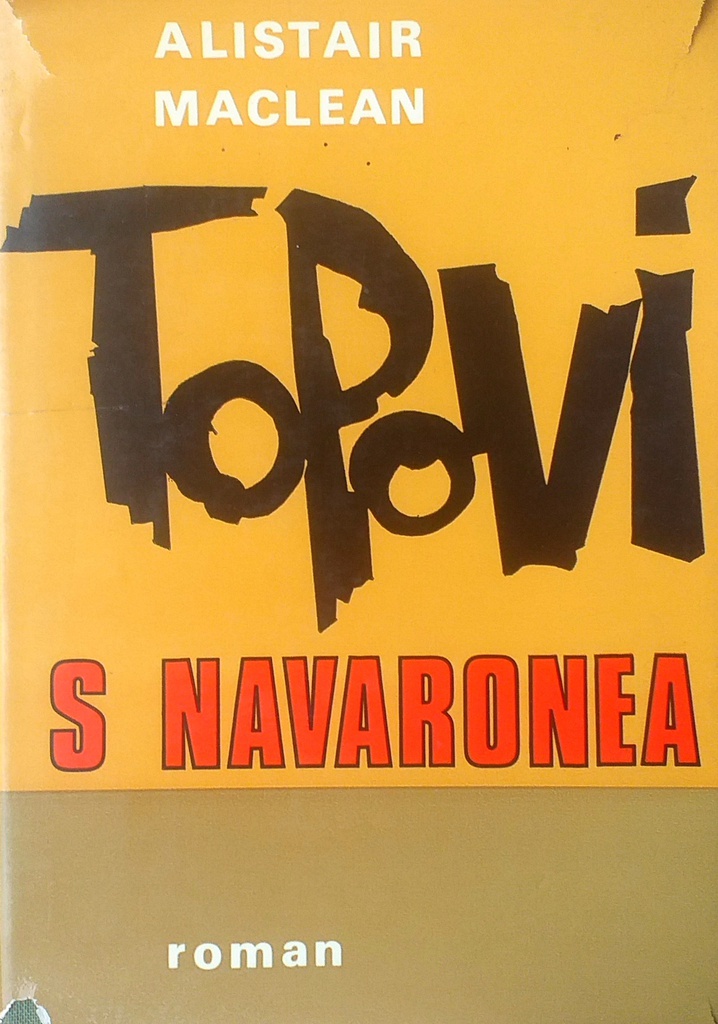 ALISTAIR
MACLEAN
TOPOVI
S NAVARONEA
roman